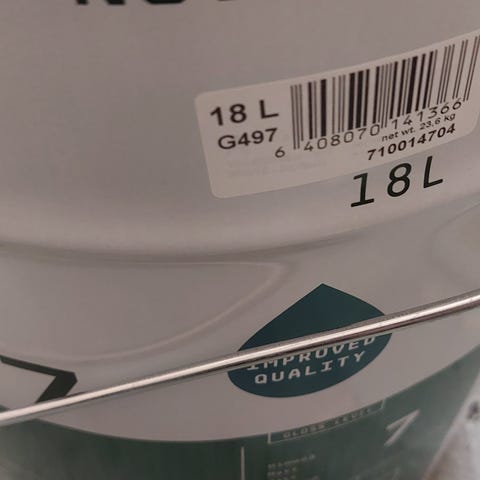 18 L
G497
6 408070 141366
net wt. 23.6 kg
710014704
18L
IMPROVED
QUALITY
GLOSS LEVEL
7